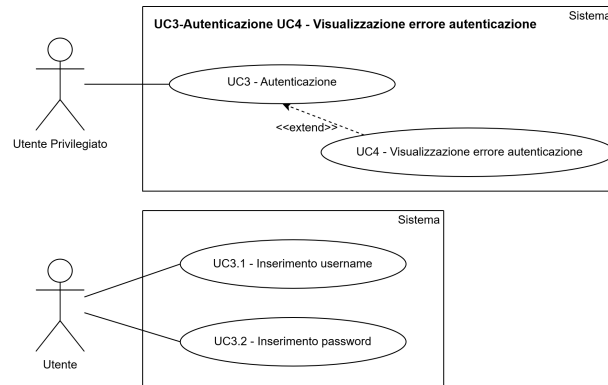 UC3-Autenticazione UC4 - Visualizzazione errore autenticazione
Sistema
UC3 - Autenticazione
<<extend>>
UC4 - Visualizzazione errore autenticazione
Utente Privilegiato
Sistema
UC3.1 - Inserimento username
UC3.2 - Inserimento password
Utente